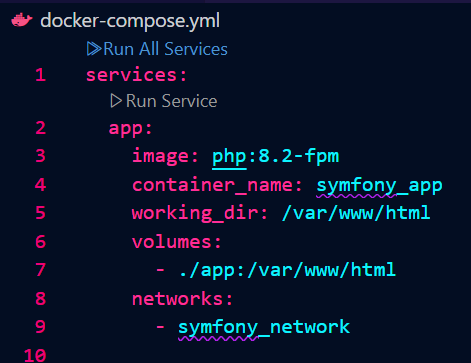 docker-compose.yml
Run All Services
1 services:
Run Service
2 app:
3 image: php:8.2-fpm
4 container_name: symfony_app
5 working_dir: /var/www/html
6 volumes:
7 - ./app:/var/www/html
8 networks:
9 - symfony_network
10